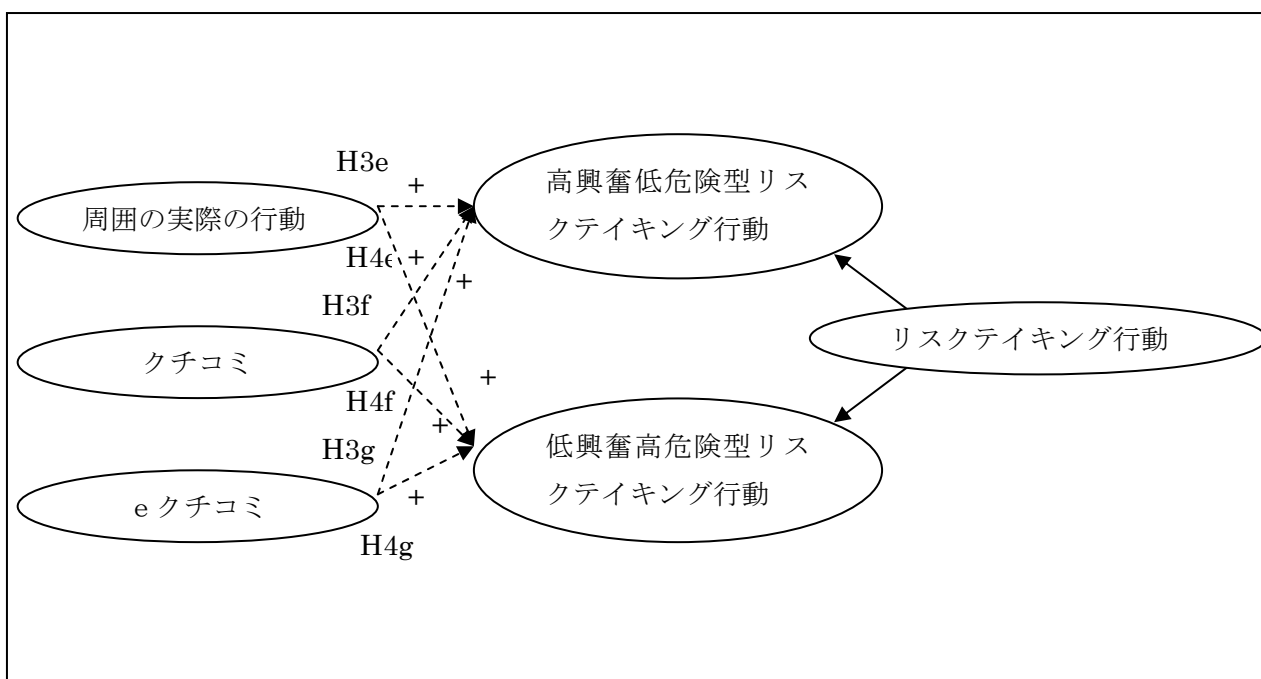 H3e
+
高興奮低危険型リス
クテイキング行動
周囲の実際の行動
H4e
+
+
H3f
リスクテイキング行動
クチコミ
+
H4f
+
低興奮高危険型リス
クテイキング行動
H3g
e クチコミ
+
H4g